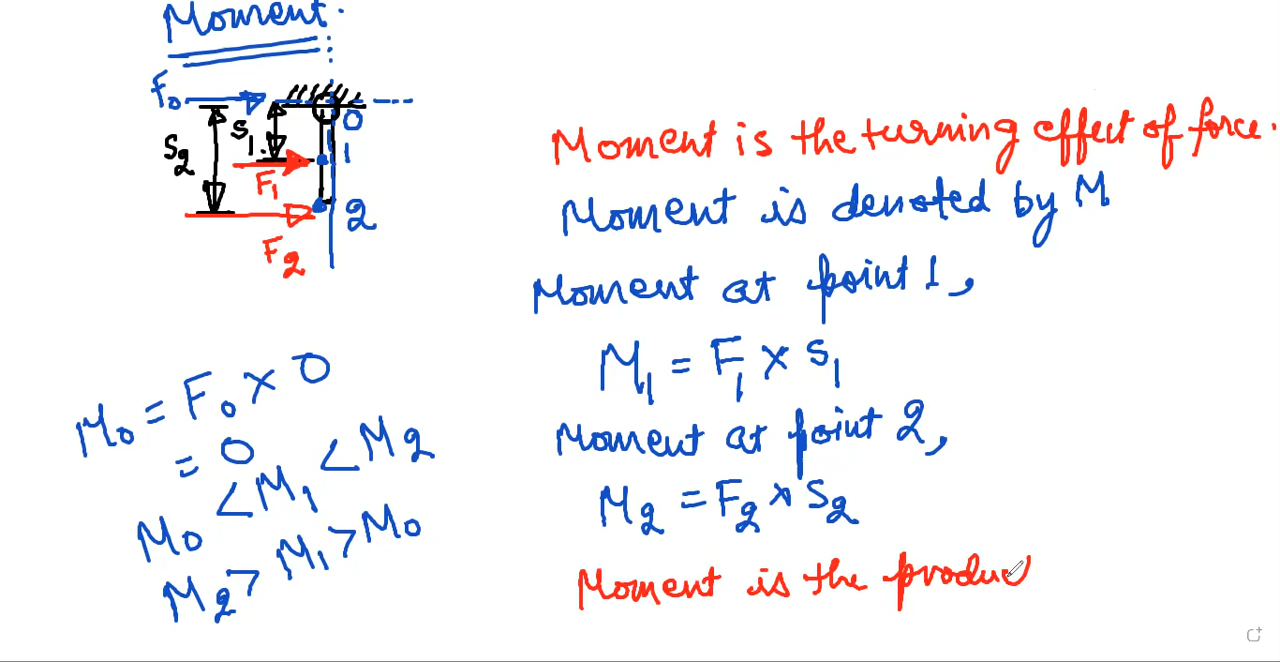 Moment.
F₀
0
S₁.
S₂
1
F₁
2
F₂
Moment is the turning effect of force.
Moment is denoted by M
Moment at point 1,
M₁ = F₁ × S₁
Moment at point 2,
M₂ = F₂ × S₂
Moment is the produc
M₀ = F₀ × 0
= 0
M₀ < M₁ < M₂
M₂ > M₁ > M₀